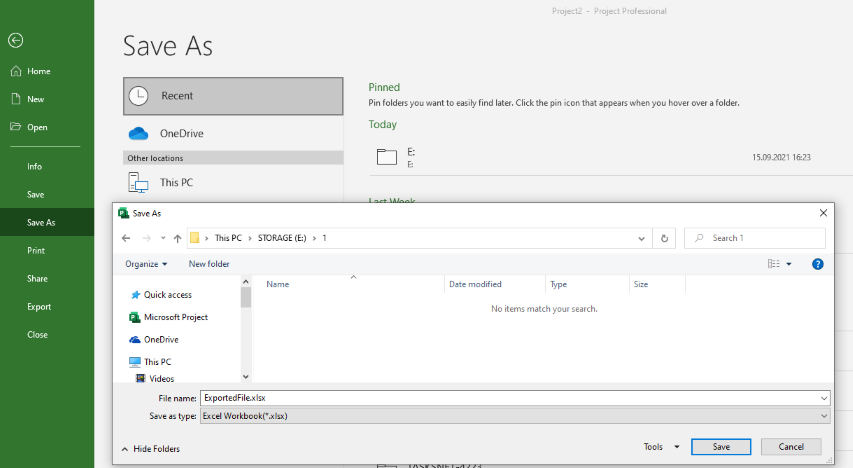 Project2 - Project Professional
Save As
Home
New
Open
Info
Save
Save As
Print
Share
Export
Close
Recent
OneDrive
Other locations
This PC
Pinned
Pin folders you want to easily find later. Click the pin icon that appears when you hover over a folder.
Today
E:
E:
15.09.2021 16:23
Last Week
Save As
This PC > STORAGE (E:) > 1
Search 1
Organize
New folder
Quick access
Microsoft Project
OneDrive
This PC
Videos
Name
Date modified
Type
Size
No items match your search.
File name: ExportedFile.xlsx
Save as type: Excel Workbook(*.xlsx)
Hide Folders
Tools
Save
Cancel
TASKSNET-4223